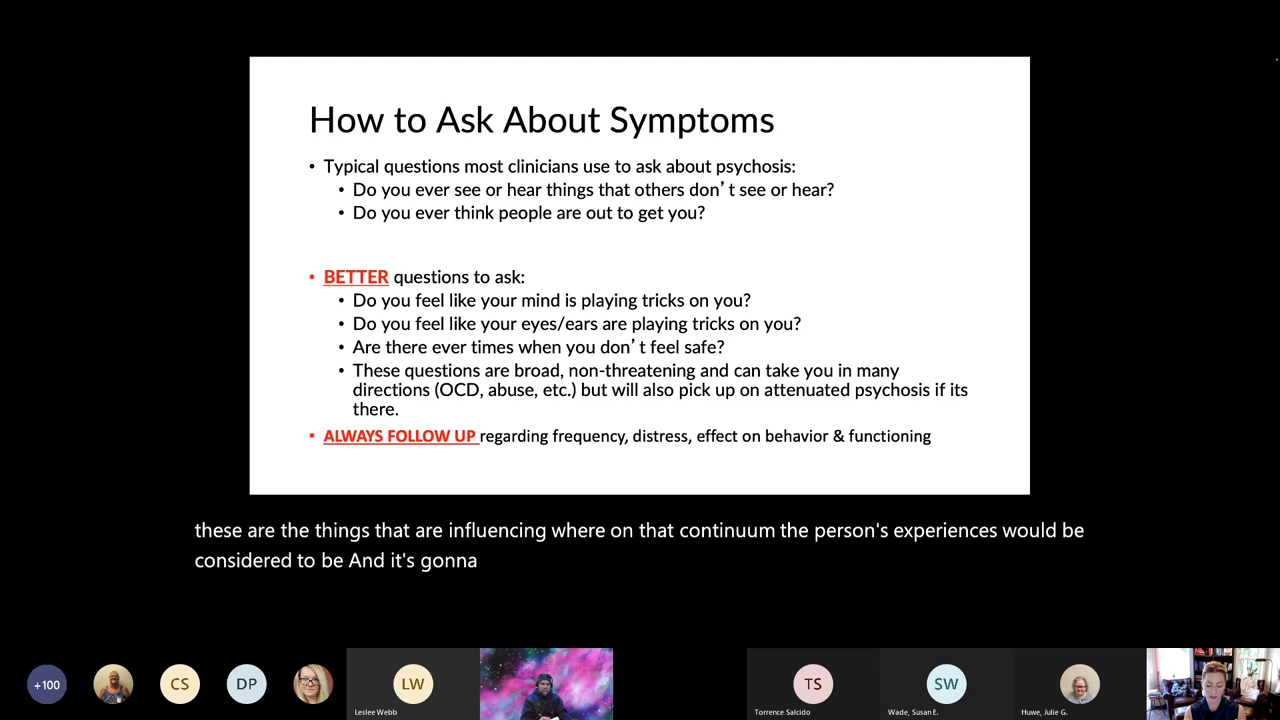 How to Ask About Symptoms
• Typical questions most clinicians use to ask about psychosis:
• Do you ever see or hear things that others don’t see or hear?
• Do you ever think people are out to get you?
• BETTER questions to ask:
• Do you feel like your mind is playing tricks on you?
• Do you feel like your eyes/ears are playing tricks on you?
• Are there ever times when you don’t feel safe?
• These questions are broad, non-threatening and can take you in many
directions (OCD, abuse, etc.) but will also pick up on attenuated psychosis if its
there.
• ALWAYS FOLLOW UP regarding frequency, distress, effect on behavior & functioning
these are the things that are influencing where on that continuum the person's experiences would be
considered to be And it's gonna
+100
CS
DP
LW
TS
SW
Leslee Webb
Torrence Salcido
Wade, Susan E.
Huwe, Julie G.